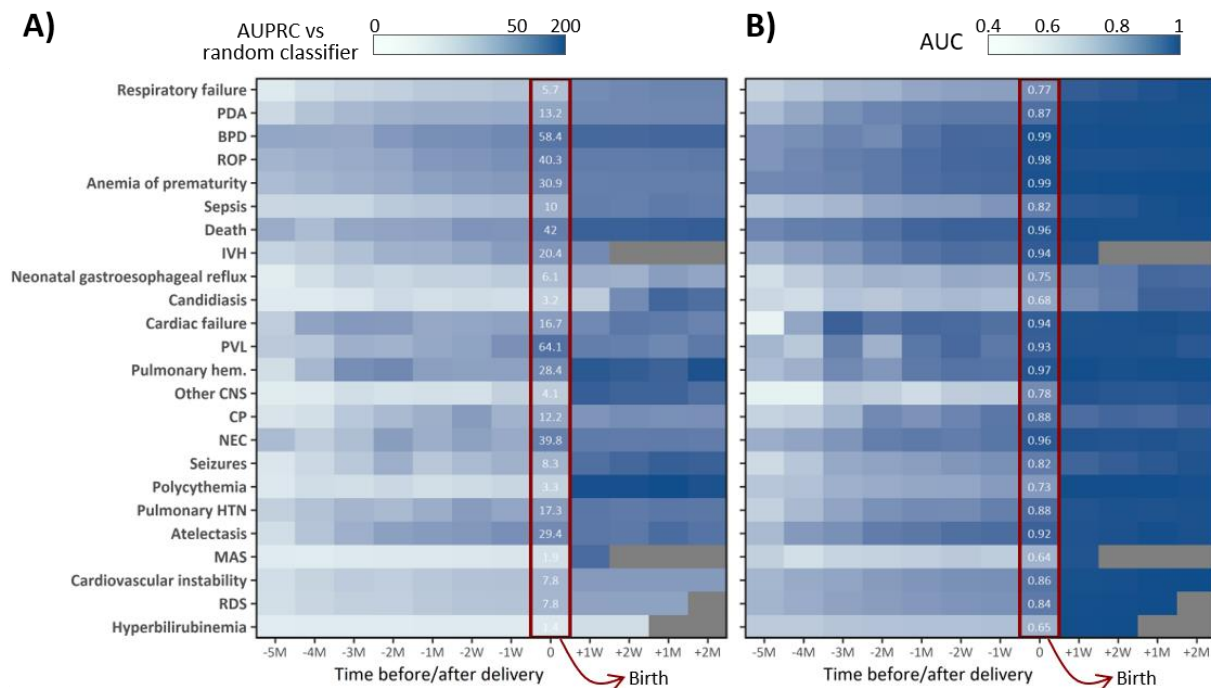 A)
AUPRC vs
random classifier
0 50 200
B)
AUC
0.4 0.6 1
Respiratory failure 5.7 0.77
PDA 13.2 0.87
BPD 58.4 0.99
ROP 40.3 0.98
Anemia of prematurity 30.9 0.99
Sepsis 10 0.82
Death 42 0.96
IVH 20.4 0.94
Neonatal gastroesophageal reflux 6.1 0.75
Candidiasis 3.2 0.68
Cardiac failure 16.7 0.94
PVL 64.1 0.93
Pulmonary hem. 28.4 0.97
Other CNS 4.1 0.78
CP 12.2 0.88
NEC 39.8 0.96
Seizures 8.3 0.82
Polycythemia 3.3 0.73
Pulmonary HTN 17.3 0.88
Atelectasis 29.4 0.92
MAS 1.9 0.64
Cardiovascular instability 7.8 0.86
RDS 7.8 0.84
Hyperbilirubinemia 1.4 0.65
-5M -4M -3M -2M -1M -2W 0 +1W +2W +1M +2M
-5M -4M -3M -2M -1M -2W 0 +1W +2W +1M +2M
Time before/after delivery Birth
Time before/after delivery Birth